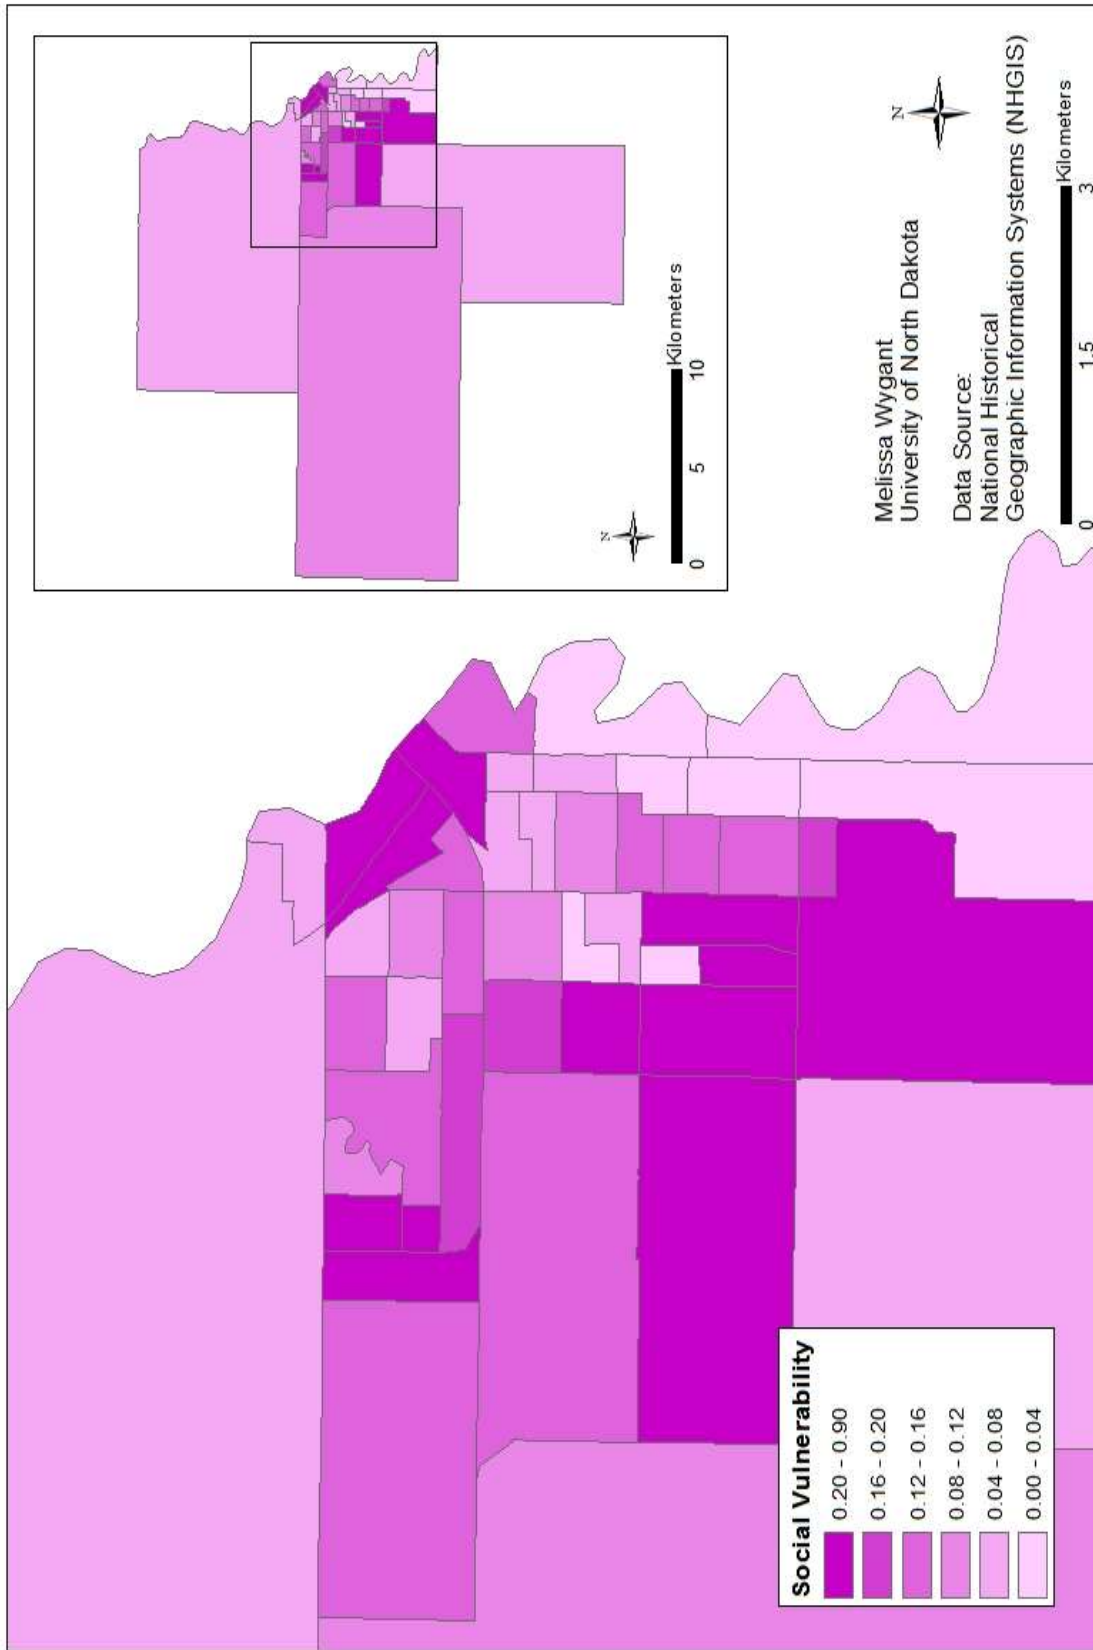 N
0 5 10 Kilometers
Melissa Wygant
University of North Dakota
Data Source:
National Historical
Geographic Information Systems (NHGIS)
N
0 1.5 3 Kilometers
Social Vulnerability
0.20 - 0.90
0.16 - 0.20
0.12 - 0.16
0.08 - 0.12
0.04 - 0.08
0.00 - 0.04